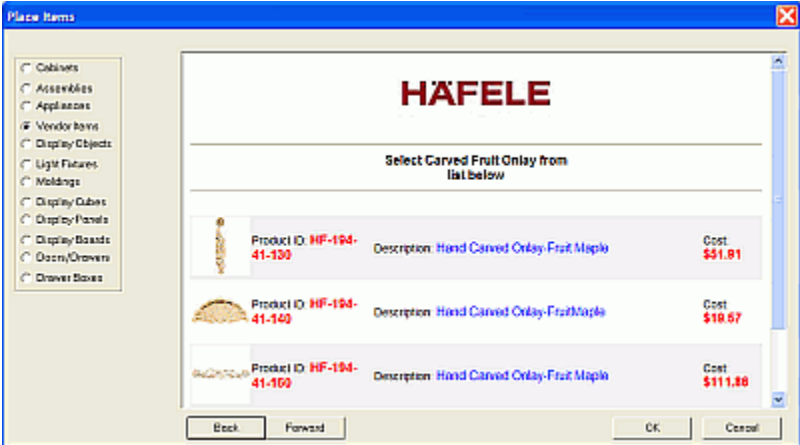 Place Items
Cabinets
Assemblies
Appliances
Vendor Items
Display Objects
Light Fixtures
Moldings
Display Cubes
Display Panels
Display Boards
Doors/Drawers
Drawer Boxes
HÄFELE
Select Carved Fruit Onlay from
list below
Product ID: HF-194-
41-130
Description: Hand Carved Onlay-Fruit Maple
Cost
$51.91
Product ID: HF-194-
41-140
Description: Hand Carved Onlay-FruitMaple
Cost
$19.57
Product ID: HF-194-
41-150
Description: Hand Carved Onlay-Fruit Maple
Cost
$111.86
Back
Forward
OK
Cancel